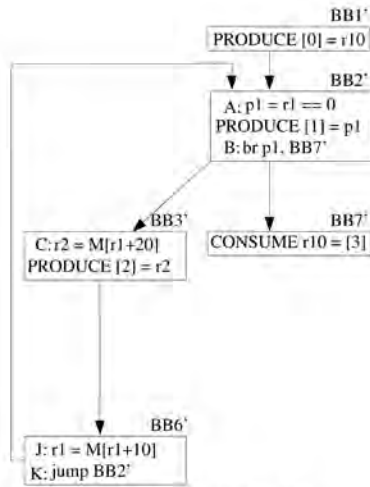 BB1'
PRODUCE [0] = r10
BB2'
A: p1 = r1 == 0
PRODUCE [1] = p1
B: br p1, BB7'
BB3'
C: r2 = M[r1+20]
PRODUCE [2] = r2
BB7'
CONSUME r10 = [3]
BB6'
J: r1 = M[r1+10]
K: jump BB2'